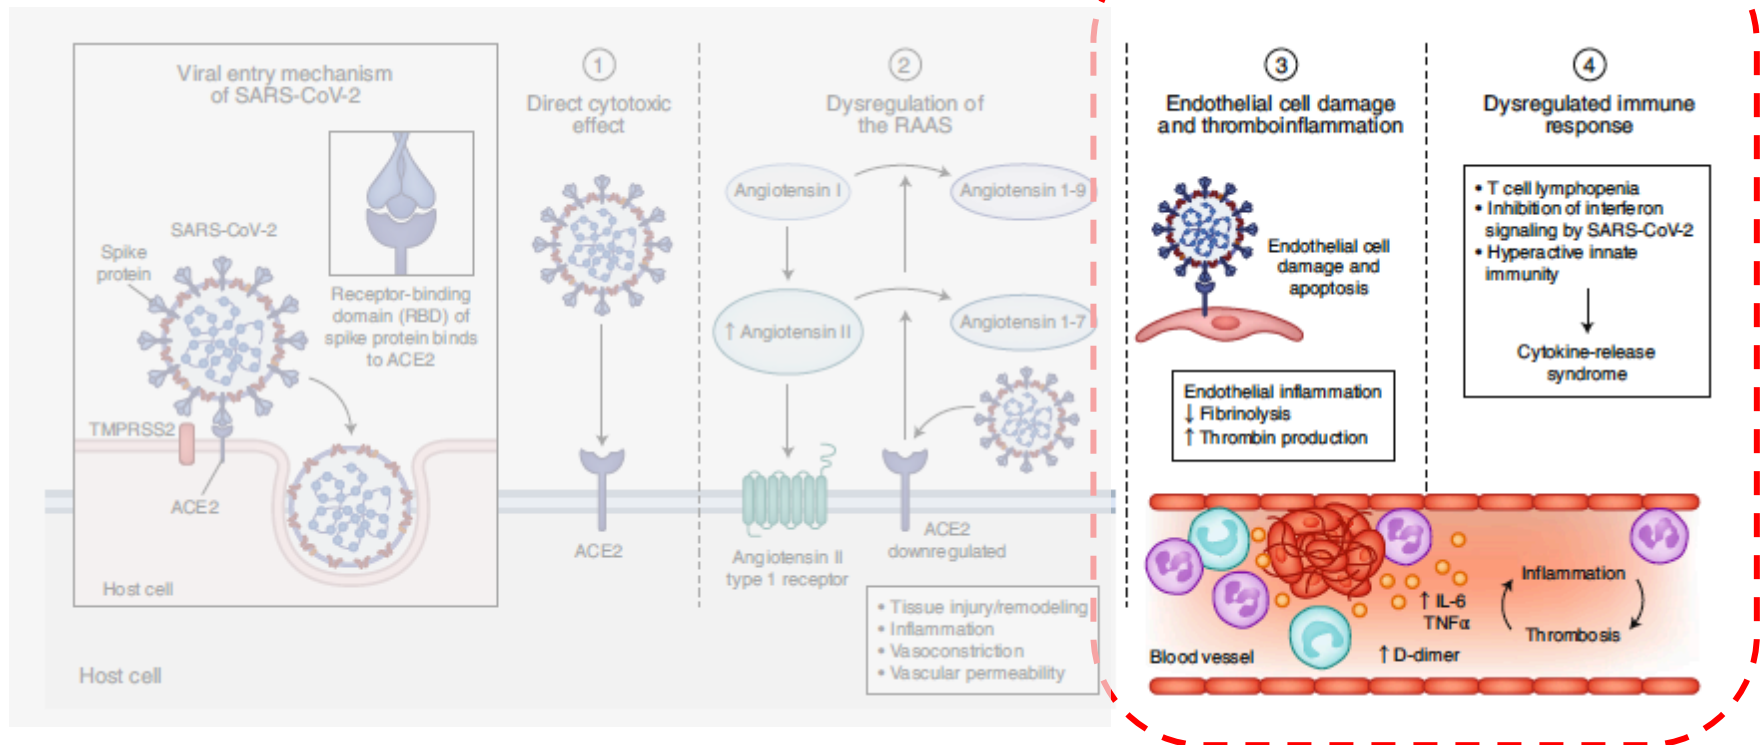 Viral entry mechanism
of SARS-CoV-2
SARS-CoV-2
Spike
protein
Receptor-binding
domain (RBD) of
spike protein binds
to ACE2
TMPRSS2
ACE2
Host cell
Host cell
1
Direct cytotoxic
effect
ACE2
2
Dysregulation of
the RAAS
Angiotensin I
Angiotensin 1-9
↑ Angiotensin II
Angiotensin 1-7
Angiotensin II
type 1 receptor
ACE2
downregulated
• Tissue injury/remodeling
• Inflammation
• Vasoconstriction
• Vascular permeability
3
Endothelial cell damage
and thromboinflammation
Endothelial cell
damage and
apoptosis
Endothelial inflammation
↓ Fibrinolysis
↑ Thrombin production
4
Dysregulated immune
response
• T cell lymphopenia
• Inhibition of interferon
signaling by SARS-CoV-2
• Hyperactive innate
immunity
Cytokine-release
syndrome
↑ IL-6
TNFα
↑ D-dimer
Inflammation
Thrombosis
Blood vessel